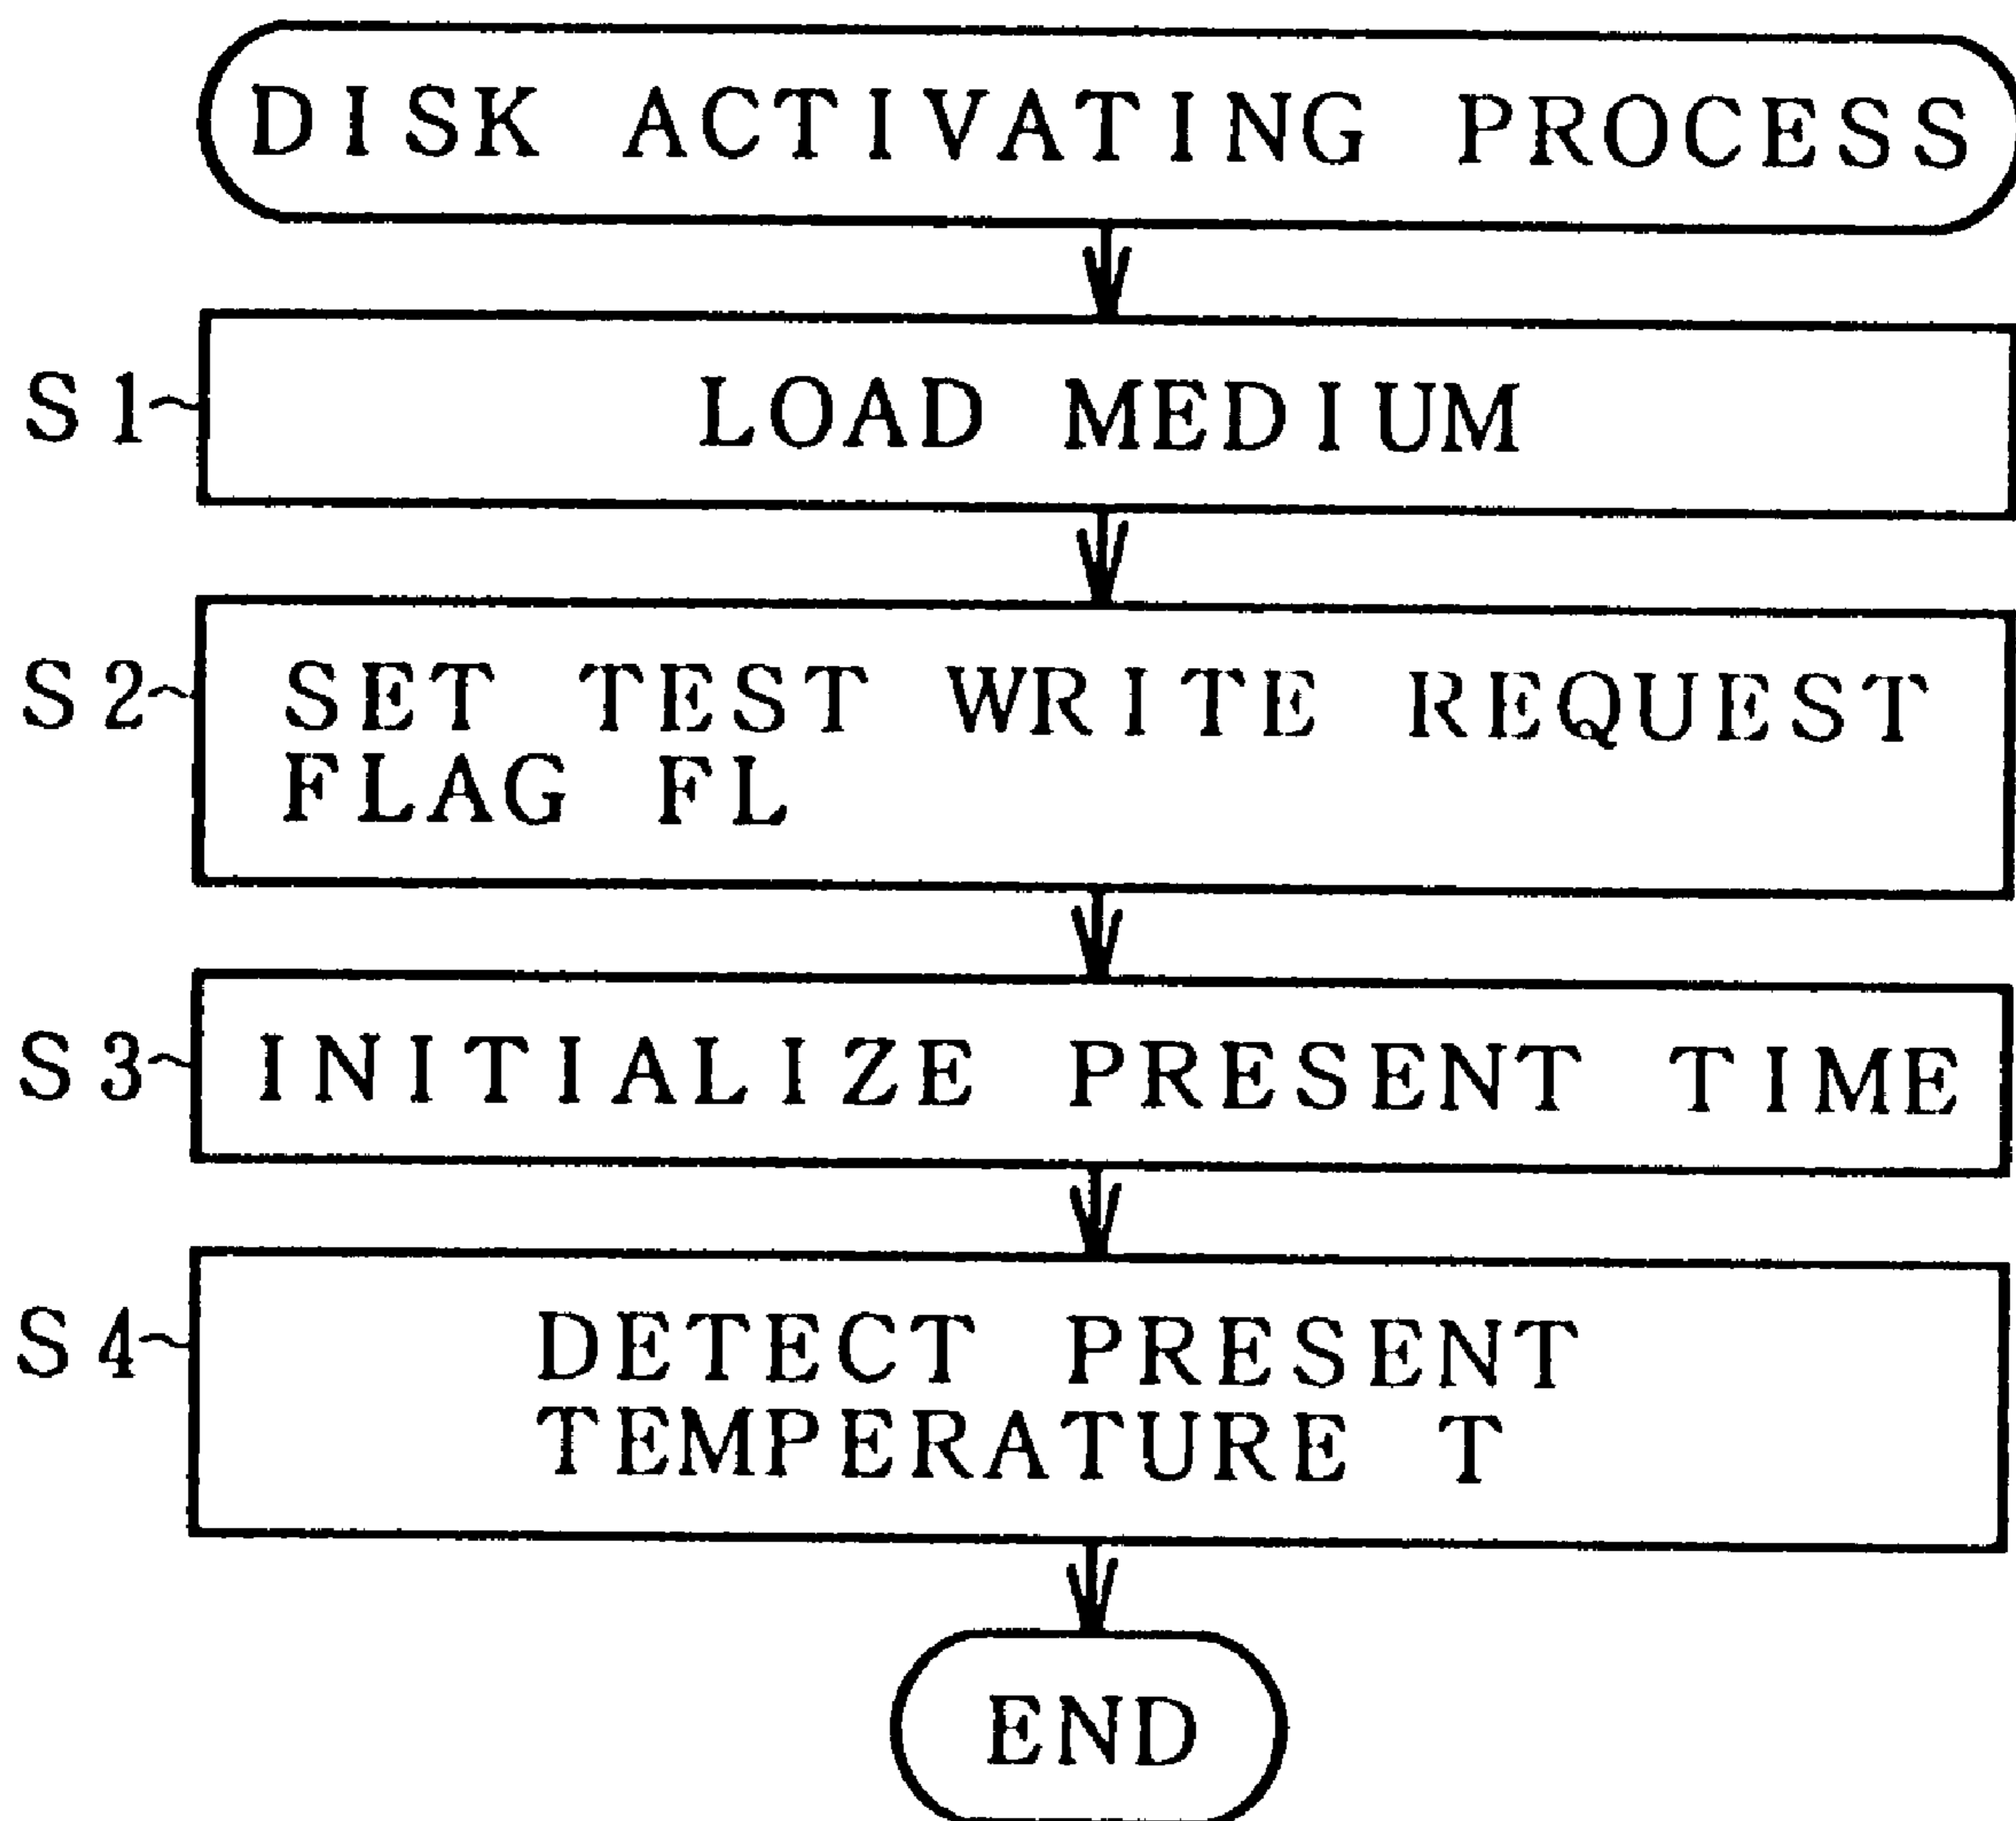 DISK ACTIVATING PROCESS
S1 LOAD MEDIUM
S2 SET TEST WRITE REQUEST
FLAG FL
S3 INITIALIZE PRESENT TIME
S4 DETECT PRESENT
TEMPERATURE T
END